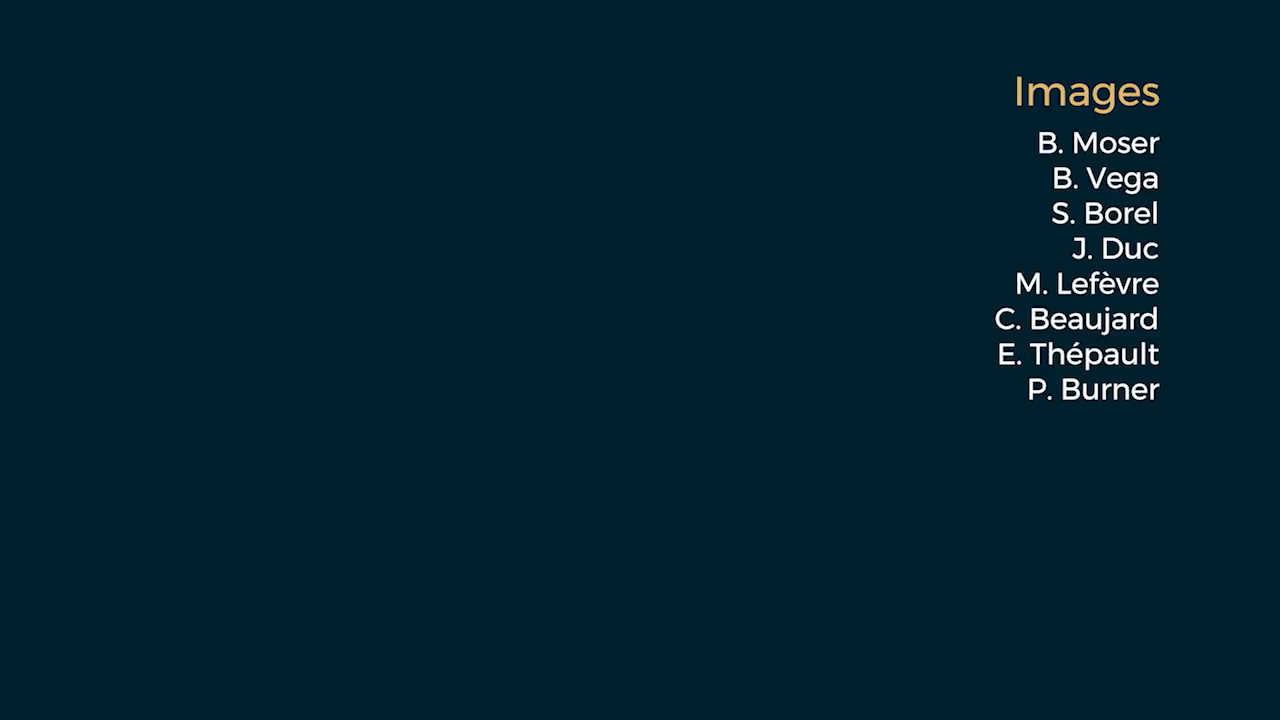 Images
B. Moser
B. Vega
S. Borel
J. Duc
M. Lefèvre
C. Beaujard
E. Thépault
P. Burner